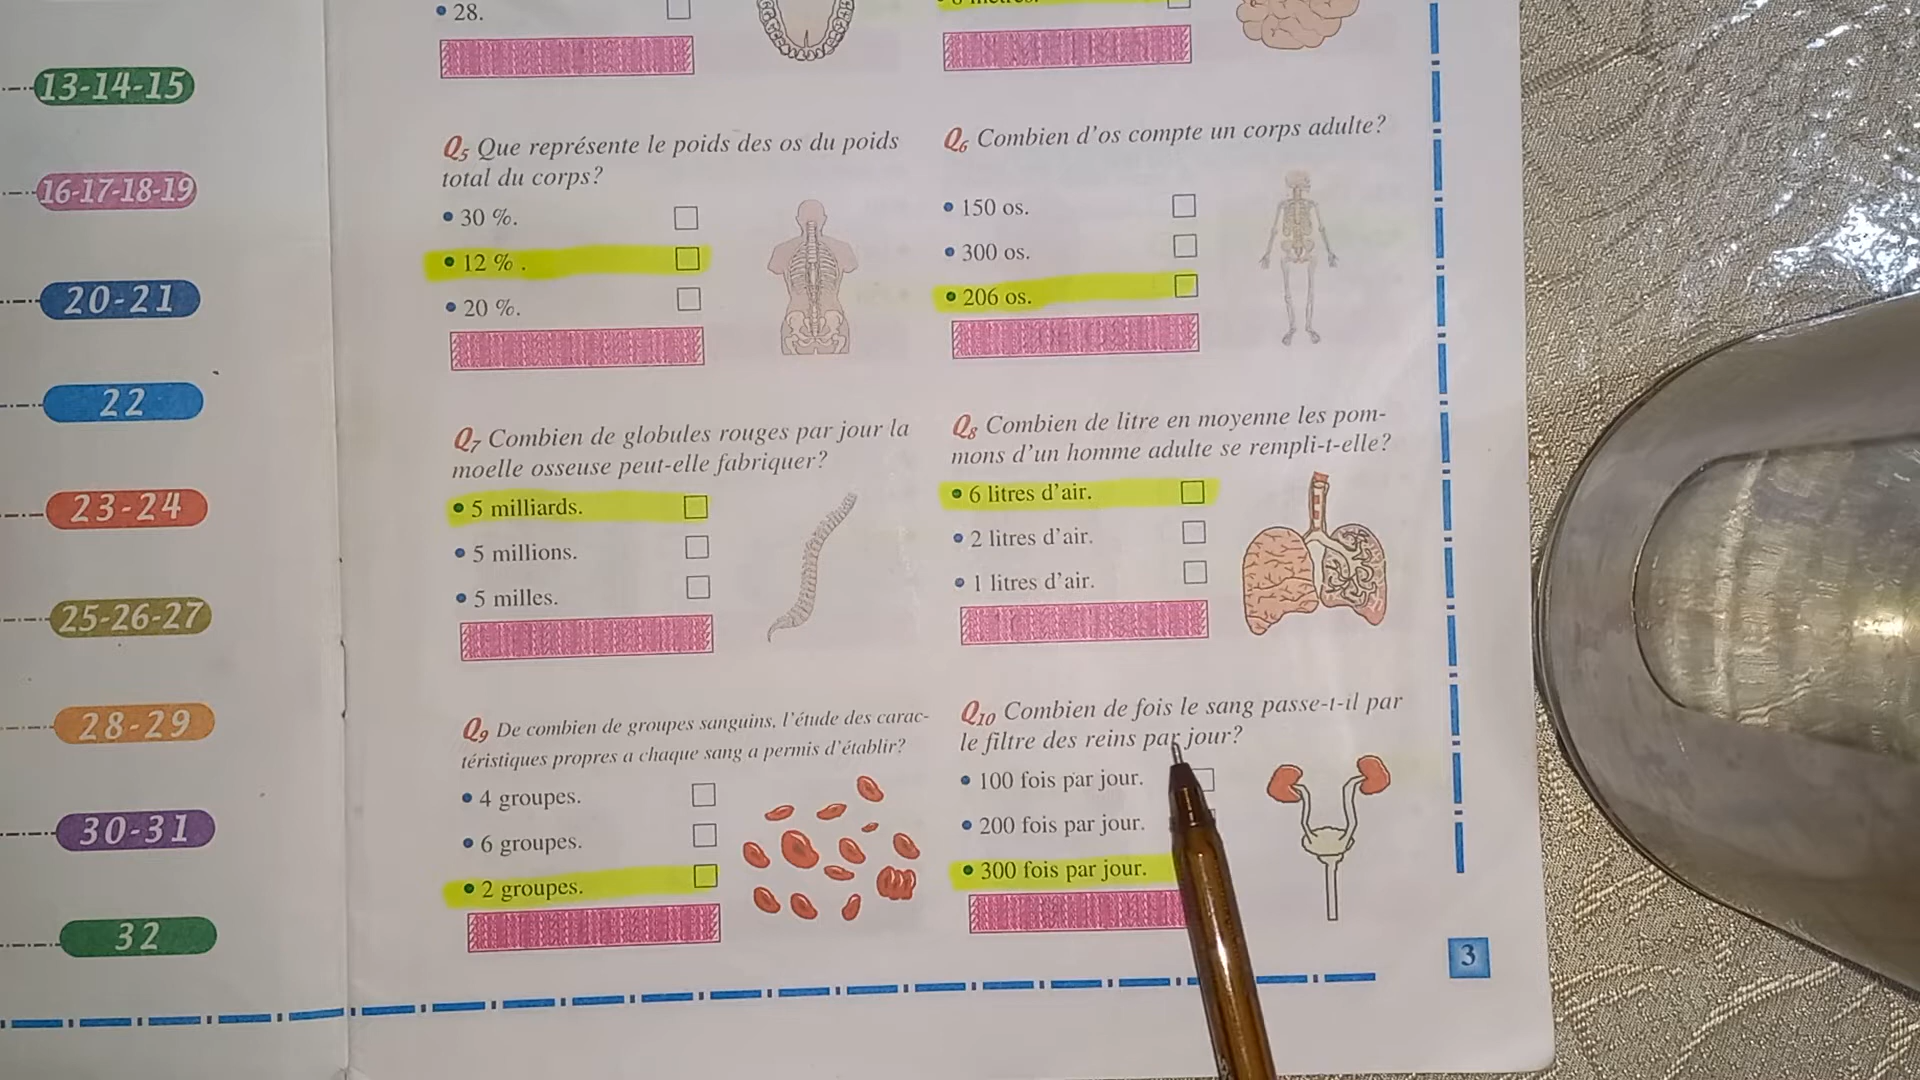 13-14-15
16-17-18-19
20-21
22
23-24
25-26-27
28-29
30-31
32
• 28.
Q5 Que représente le poids des os du poids
total du corps?
• 30 %.
• 12 % .
• 20 %.
Q6 Combien d'os compte un corps adulte?
• 150 os.
• 300 os.
• 206 os.
Q7 Combien de globules rouges par jour la
moelle osseuse peut-elle fabriquer?
• 5 milliards.
• 5 millions.
• 5 milles.
Q8 Combien de litre en moyenne les pom-
mons d'un homme adulte se rempli-t-elle?
• 6 litres d'air.
• 2 litres d'air.
• 1 litres d'air.
Q9 De combien de groupes sanguins, l'étude des carac-
téristiques propres a chaque sang a permis d'établir?
• 4 groupes.
• 6 groupes.
• 2 groupes.
Q10 Combien de fois le sang passe-t-il par
le filtre des reins par jour?
• 100 fois par jour.
• 200 fois par jour.
• 300 fois par jour.
3